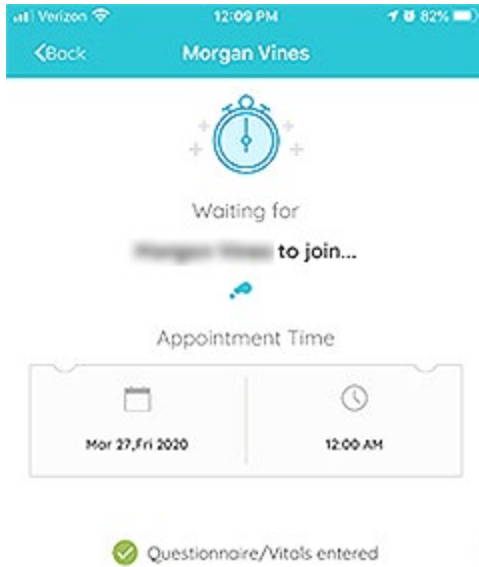 Verizon 12:09 PM 82%
Back Morgan Vines
Waiting for
to join...
Appointment Time
Mar 27,Fri 2020 12:00 AM
Questionnaire/Vitals entered